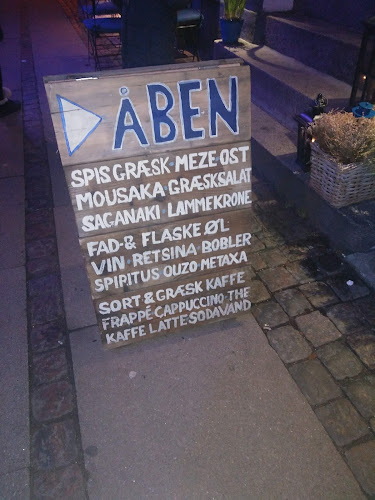 ÅBEN
SPIS GRÆSK · MEZE OST
MOUSAKA GRÆSKSALAT
SAGANAKI · LAMMEKRONE
FAD- & FLASKE ØL
VIN · RETSINA · BOBLER
SPIRITUS OUZO METAXA
SORT & GRÆSK KAFFE
FRAPPÉ CAPPUCCINO · THE
KAFFE LATTE SODAVAND